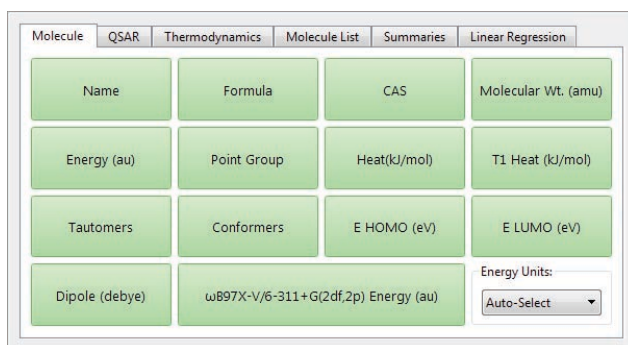 Molecule QSAR Thermodynamics Molecule List Summaries Linear Regression
Name Formula CAS Molecular Wt. (amu)
Energy (au) Point Group Heat(kJ/mol) T1 Heat (kJ/mol)
Tautomers Conformers E HOMO (eV) E LUMO (eV)
Energy Units:
Dipole (debye) ωB97X-V/6-311+G(2df,2p) Energy (au) Auto-Select